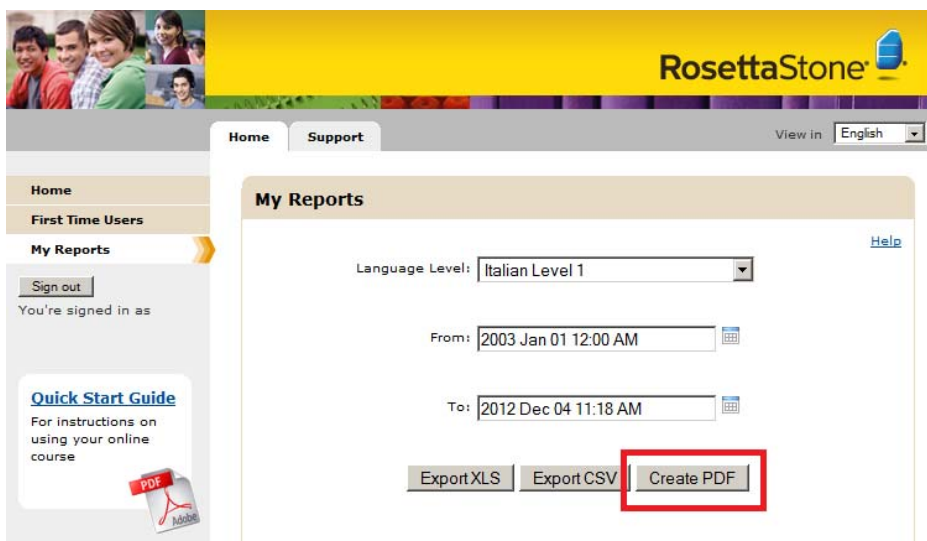 RosettaStone
Home Support View in English
Home
First Time Users
My Reports
Sign out
You're signed in as
Quick Start Guide
For instructions on
using your online
course
PDF
Adobe
My Reports
Help
Language Level: Italian Level 1
From: 2003 Jan 01 12:00 AM
To: 2012 Dec 04 11:18 AM
Export XLS Export CSV Create PDF